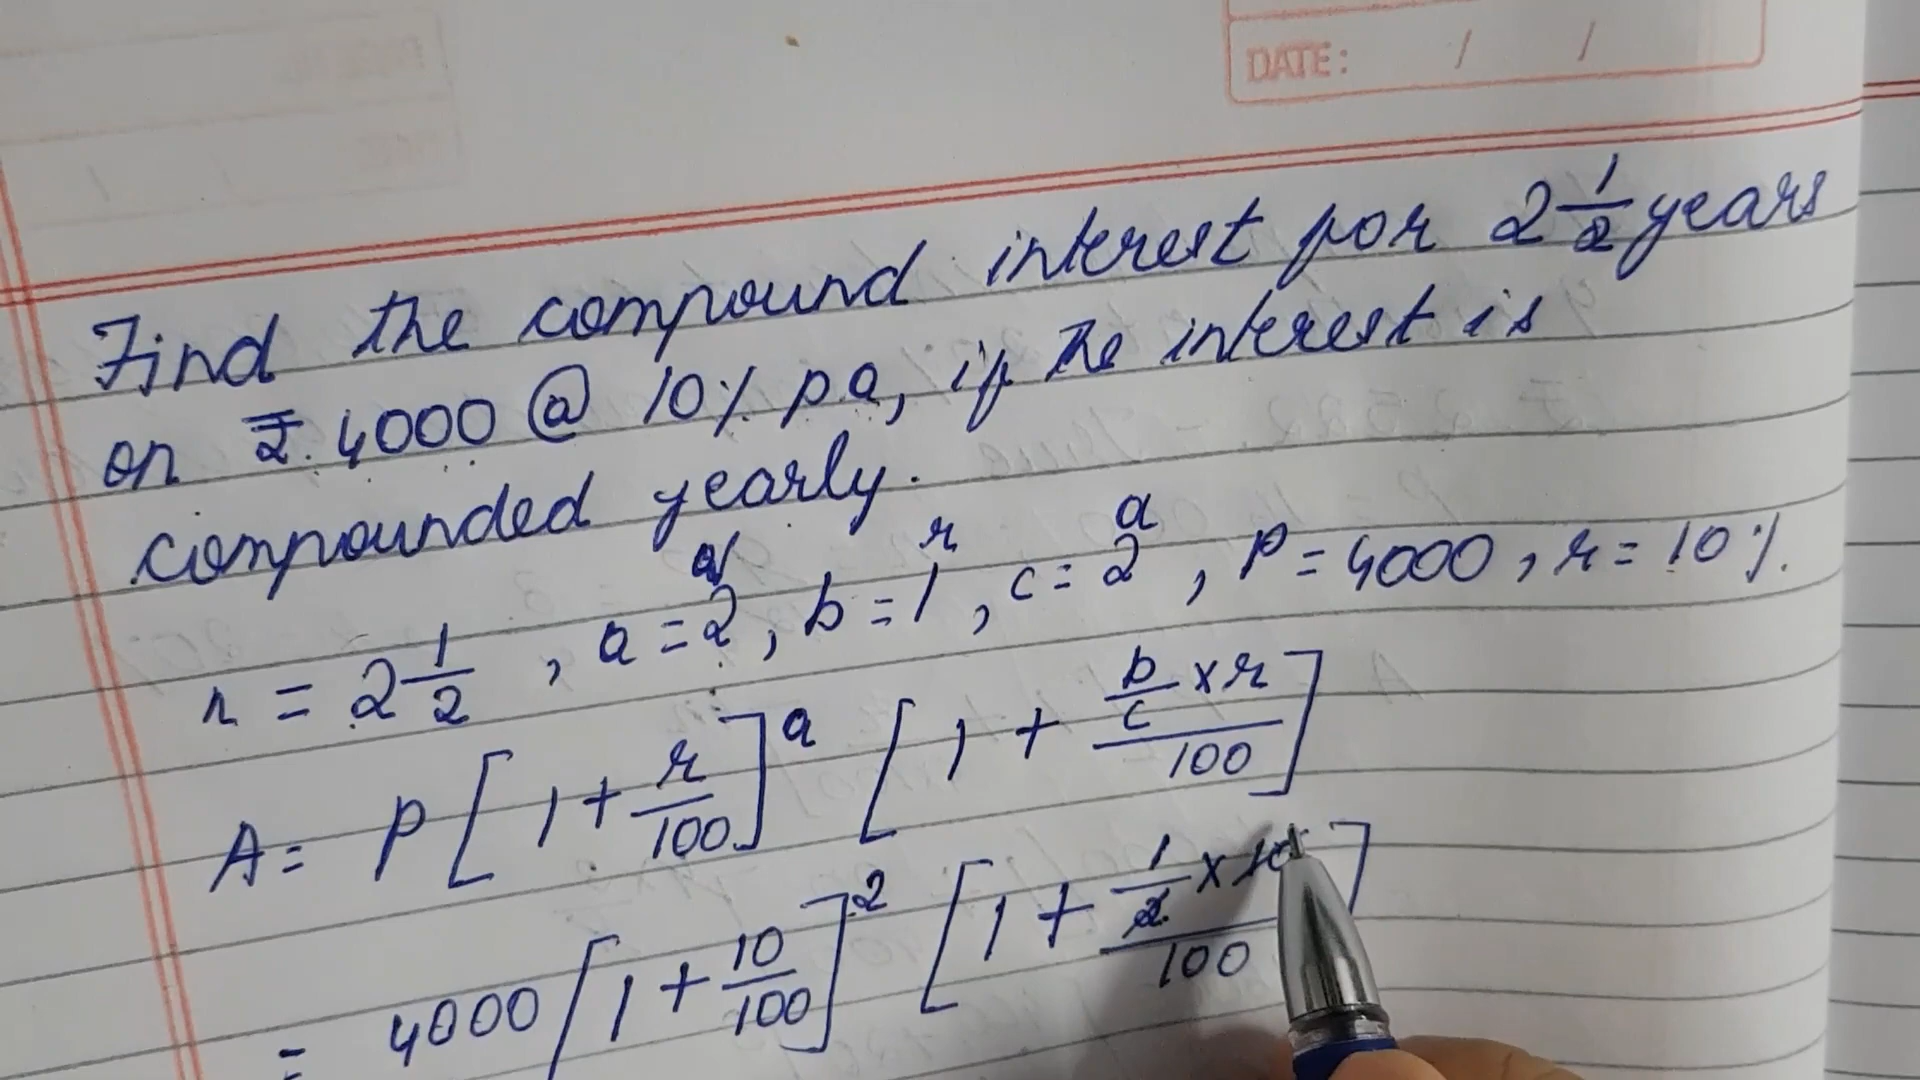 DATE: / /
Find the compound interest for 2 1/2 years
on ₹. 4000 @ 10% pa, if the interest is
compounded yearly.
n = 2 1/2 , a = 2 , b = 1 , c = 2 , P = 4000 , r = 10%.
A = P [ 1 + r/100 ]^a [ 1 + (b/c × r)/100 ]
= 4000 [ 1 + 10/100 ]^2 [ 1 + (1/2 × 10)/100 ]